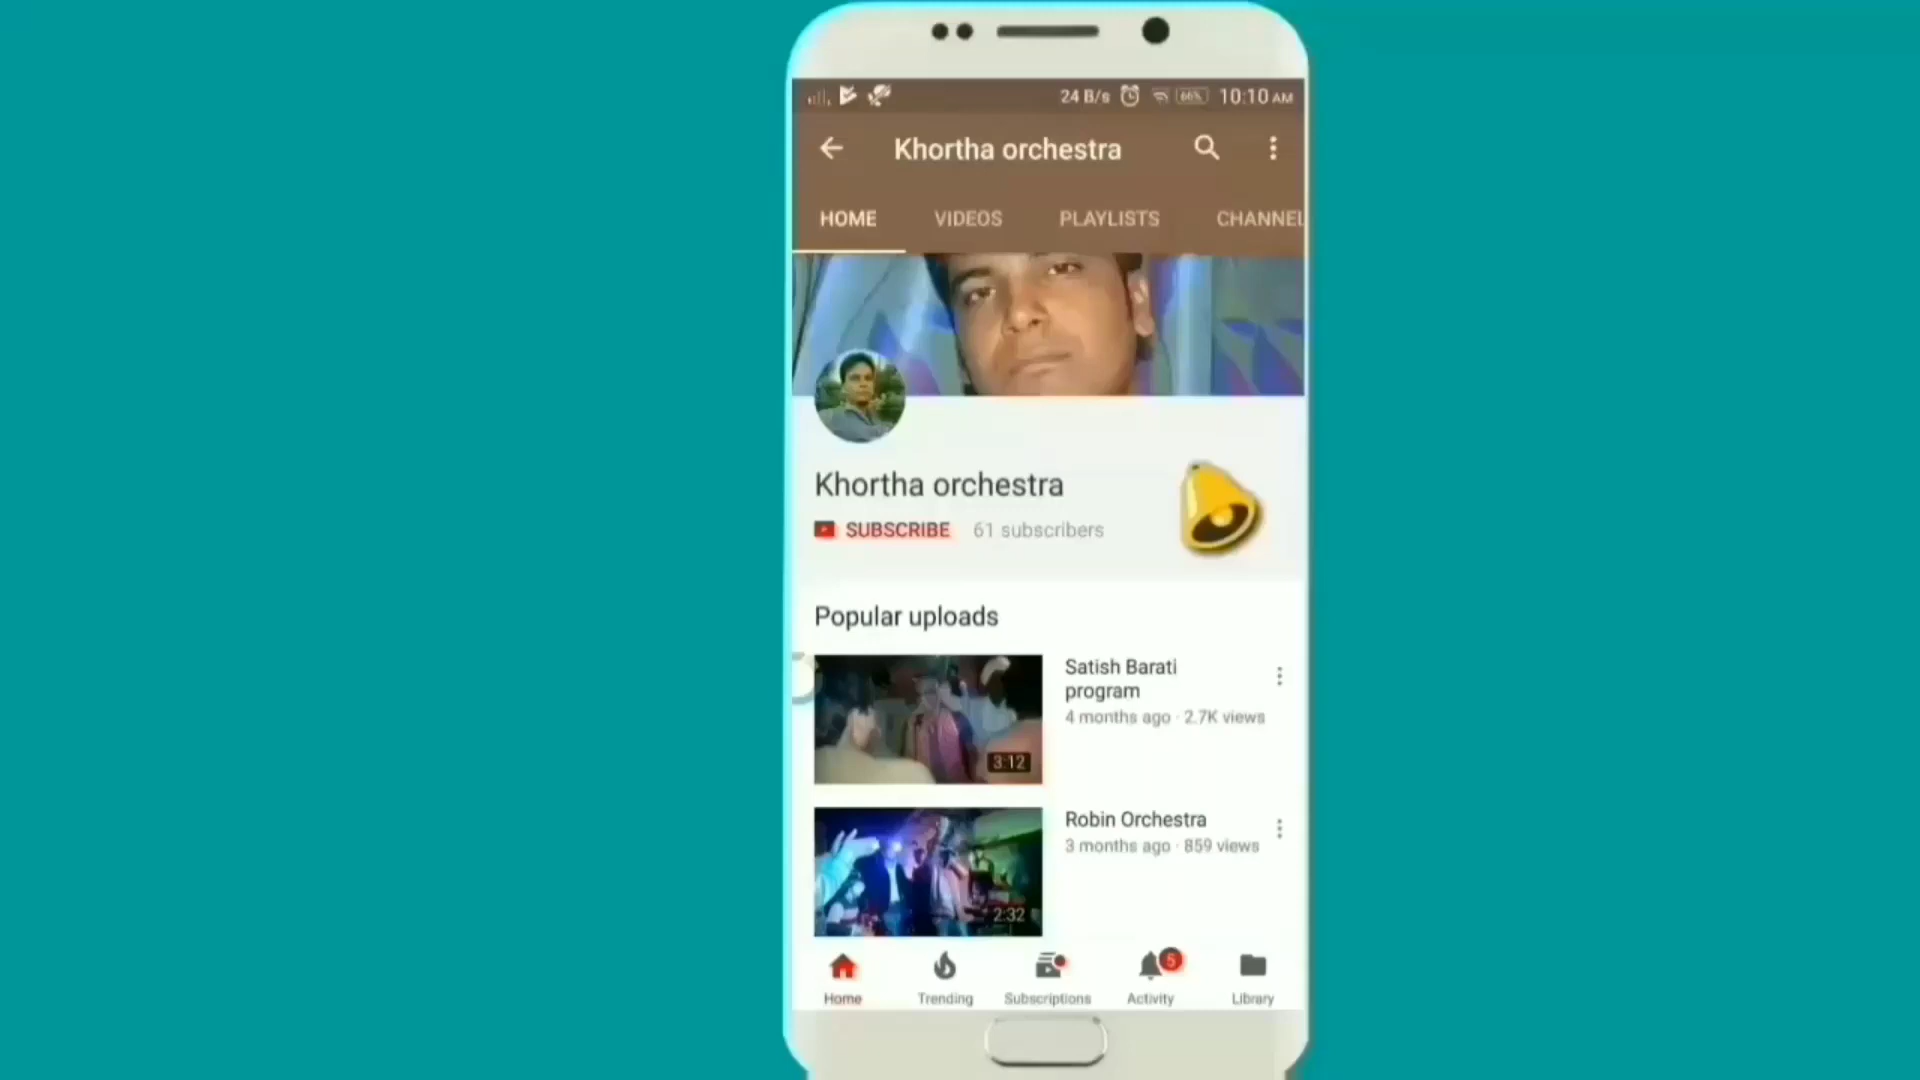 24 B/s 66% 10:10 AM
Khortha orchestra
HOME VIDEOS PLAYLISTS CHANNEL
Khortha orchestra
SUBSCRIBE 61 subscribers
Popular uploads
Satish Barati
program
4 months ago · 2.7K views
3:12
Robin Orchestra
3 months ago · 859 views
2:32
5
Home Trending Subscriptions Activity Library